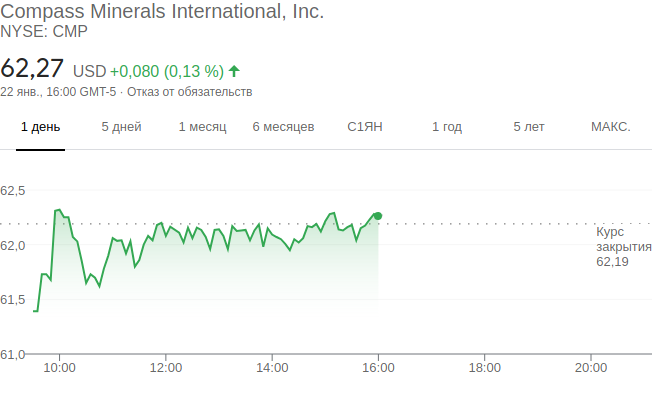 Compass Minerals International, Inc.
NYSE: CMP
62,27 USD +0,080 (0,13 %)
22 янв., 16:00 GMT-5 · Отказ от обязательств
1 день 5 дней 1 месяц 6 месяцев С1ЯН 1 год 5 лет МАКС.
62,5
Курс
закрытия
62,0
62,19
61,5
61,0
10:00 12:00 14:00 16:00 18:00 20:00